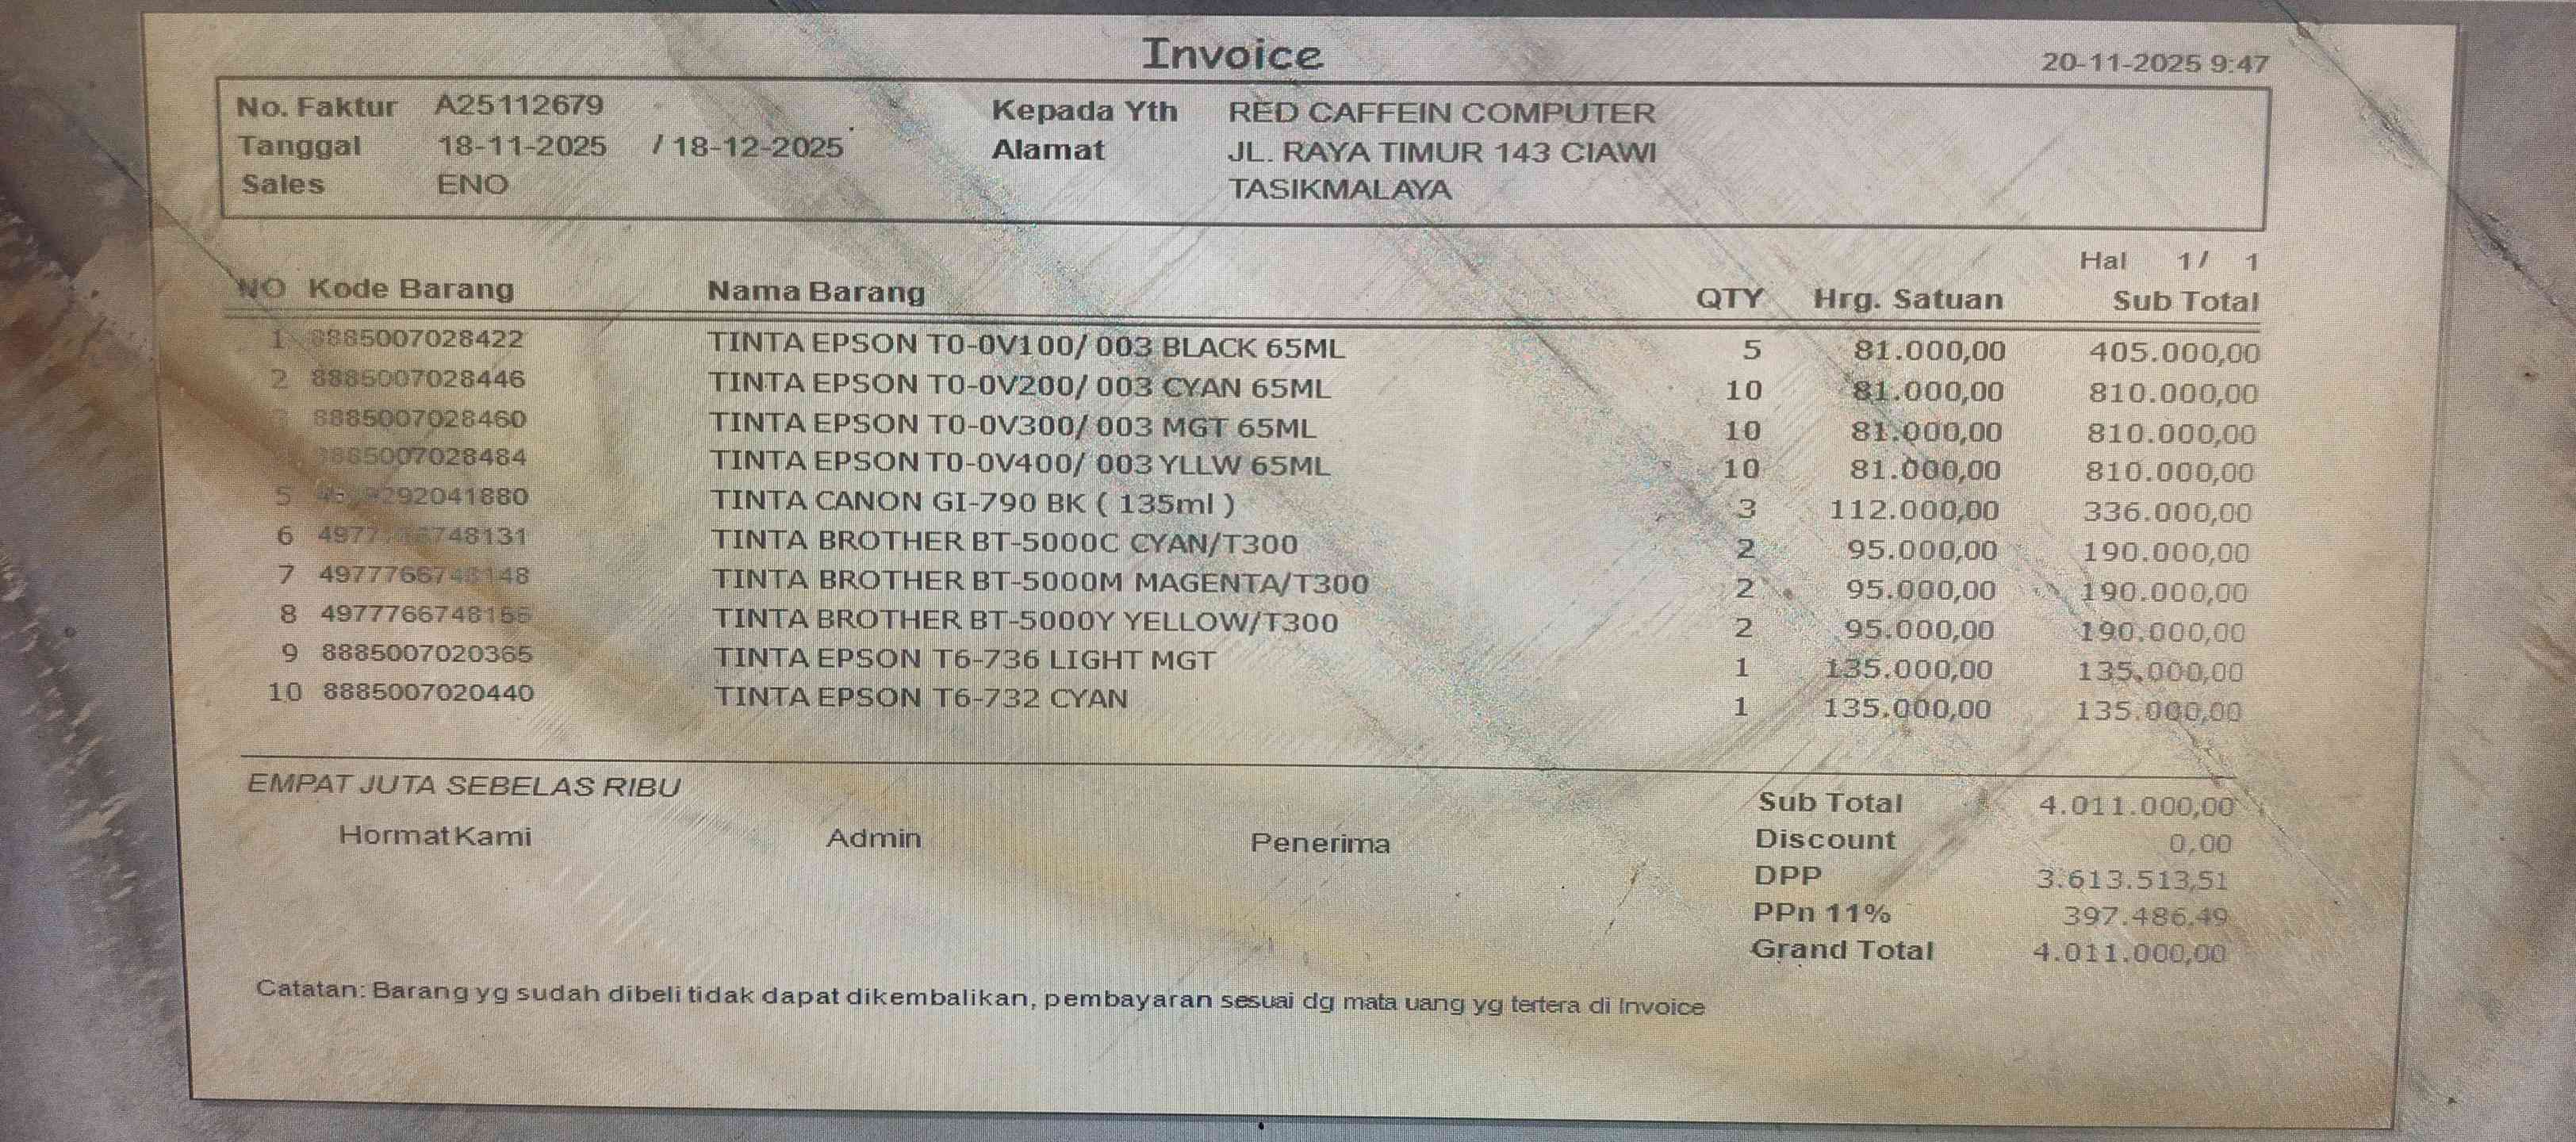 Invoice
20-11-2025 9:47
No. Faktur A25112679
Kepada Yth RED CAFFEIN COMPUTER
Tanggal 18-11-2025 / 18-12-2025
Alamat JL. RAYA TIMUR 143 CIAWI
Sales ENO
TASIKMALAYA
Hal 1/ 1
NO Kode Barang Nama Barang QTY Hrg. Satuan Sub Total
1 8885007028422 TINTA EPSON T0-0V100/ 003 BLACK 65ML 5 81.000,00 405.000,00
2 8885007028446 TINTA EPSON T0-0V200/ 003 CYAN 65ML 10 81.000,00 810.000,00
8885007028460 TINTA EPSON T0-0V300/ 003 MGT 65ML 10 81.000,00 810.000,00
TINTA EPSON T0-0V400/ 003 YLLW 65ML 10 81.000,00 810.000,00
5 TINTA CANON GI-790 BK ( 135ml ) 3 112.000,00 336.000,00
6 TINTA BROTHER BT-5000C CYAN/T300 2 95.000,00 190.000,00
7 TINTA BROTHER BT-5000M MAGENTA/T300 2 95.000,00 190.000,00
8 TINTA BROTHER BT-5000Y YELLOW/T300 2 95.000,00 190.000,00
9 8885007020365 TINTA EPSON T6-736 LIGHT MGT 1 135.000,00 135.000,00
10 8885007020440 TINTA EPSON T6-732 CYAN 1 135.000,00 135.000,00
EMPAT JUTA SEBELAS RIBU
Sub Total 4.011.000,00
Hormat Kami Admin Penerima
Discount 0,00
DPP 3.613.513,51
PPn 11% 397.486,49
Grand Total 4.011.000,00
Catatan: Barang yg sudah dibeli tidak dapat dikembalikan, pembayaran sesuai dg mata uang yg tertera di Invoice